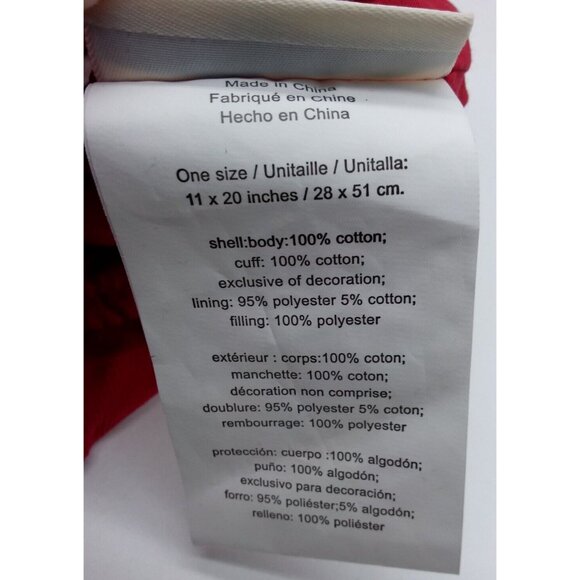 Made in China
Fabriqué en Chine
Hecho en China
One size / Unitaille / Unitalla:
11 x 20 inches / 28 x 51 cm.
shell:body:100% cotton;
cuff: 100% cotton;
exclusive of decoration;
lining: 95% polyester 5% cotton;
filling: 100% polyester
extérieur : corps:100% coton;
manchette: 100% coton;
décoration non comprise;
doublure: 95% polyester 5% coton;
rembourrage: 100% polyester
protección: cuerpo :100% algodón;
puño: 100% algodón;
exclusivo para decoración;
forro: 95% poliéster;5% algodón;
relleno: 100% poliéster